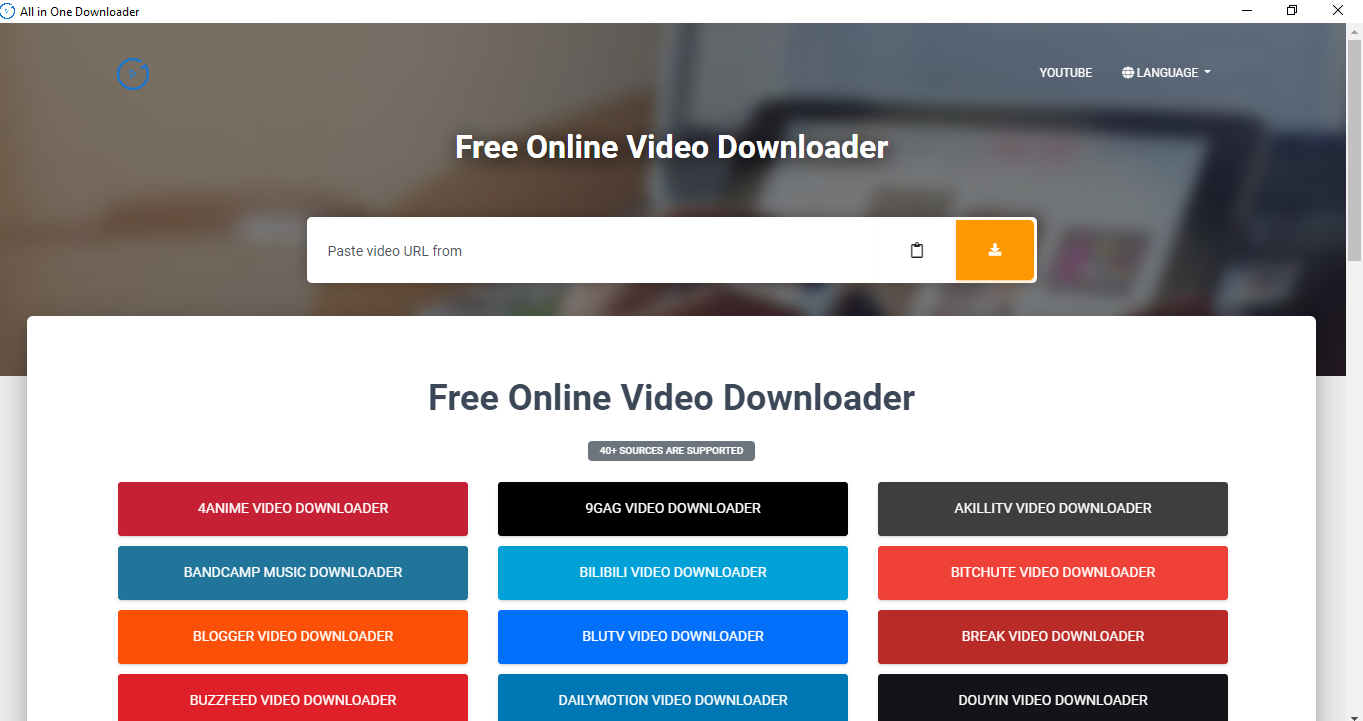 All in One Downloader
YOUTUBE
LANGUAGE
Free Online Video Downloader
Paste video URL from
Free Online Video Downloader
40+ SOURCES ARE SUPPORTED
4ANIME VIDEO DOWNLOADER
9GAG VIDEO DOWNLOADER
AKILLITV VIDEO DOWNLOADER
BANDCAMP MUSIC DOWNLOADER
BILIBILI VIDEO DOWNLOADER
BITCHUTE VIDEO DOWNLOADER
BLOGGER VIDEO DOWNLOADER
BLUTV VIDEO DOWNLOADER
BREAK VIDEO DOWNLOADER
BUZZFEED VIDEO DOWNLOADER
DAILYMOTION VIDEO DOWNLOADER
DOUYIN VIDEO DOWNLOADER